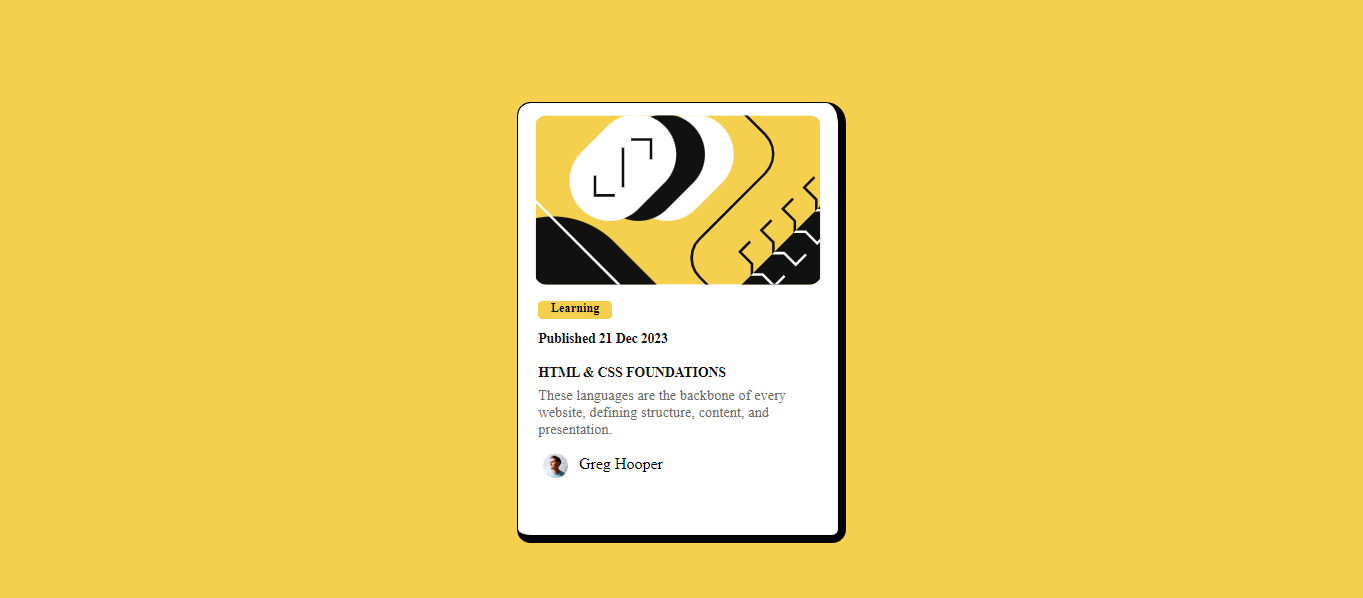 Learning
Published 21 Dec 2023
HTML & CSS FOUNDATIONS
These languages are the backbone of every
website, defining structure, content, and
presentation.
Greg Hooper